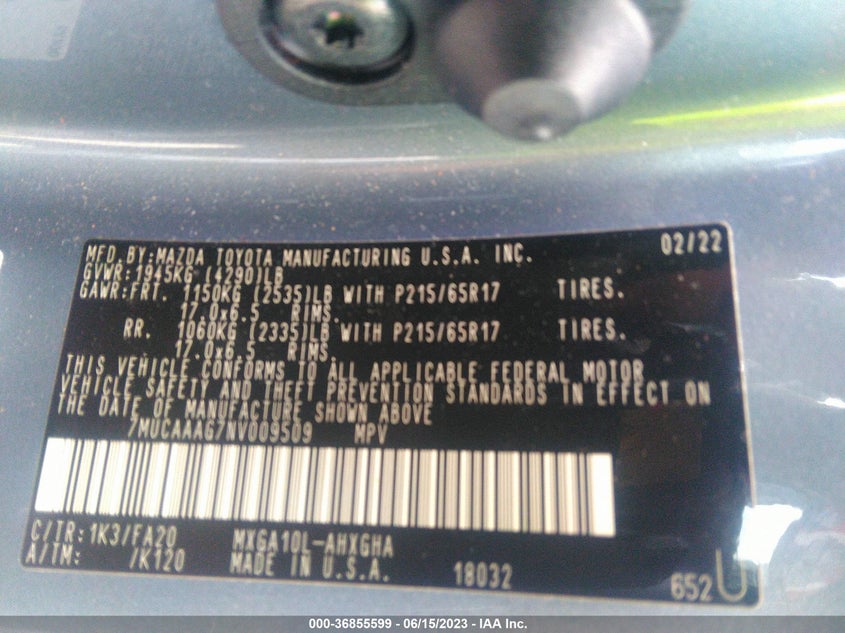 MFD.BY:MAZDA TOYOTA MANUFACTURING U.S.A. INC. 02/22
GVWR:1945KG (4290)LB
GAWR:FRT. 1150KG (2535)LB WITH P215/65R17 TIRES.
17.0x6.5 RIMS.
RR. 1060KG (2335)LB WITH P215/65R17 TIRES.
17.0x6.5 RIMS.
THIS VEHICLE CONFORMS TO ALL APPLICABLE FEDERAL MOTOR
VEHICLE SAFETY AND THEFT PREVENTION STANDARDS IN EFFECT ON
THE DATE OF MANUFACTURE SHOWN ABOVE
7MUCAAAG7NV009509 MPV
C/TR:1K3/FA20 MXGA10L-AHXGHA
A/TM: /K120 MADE IN U.S.A. 18032 652U
000-36855599 - 06/15/2023 - IAA Inc.